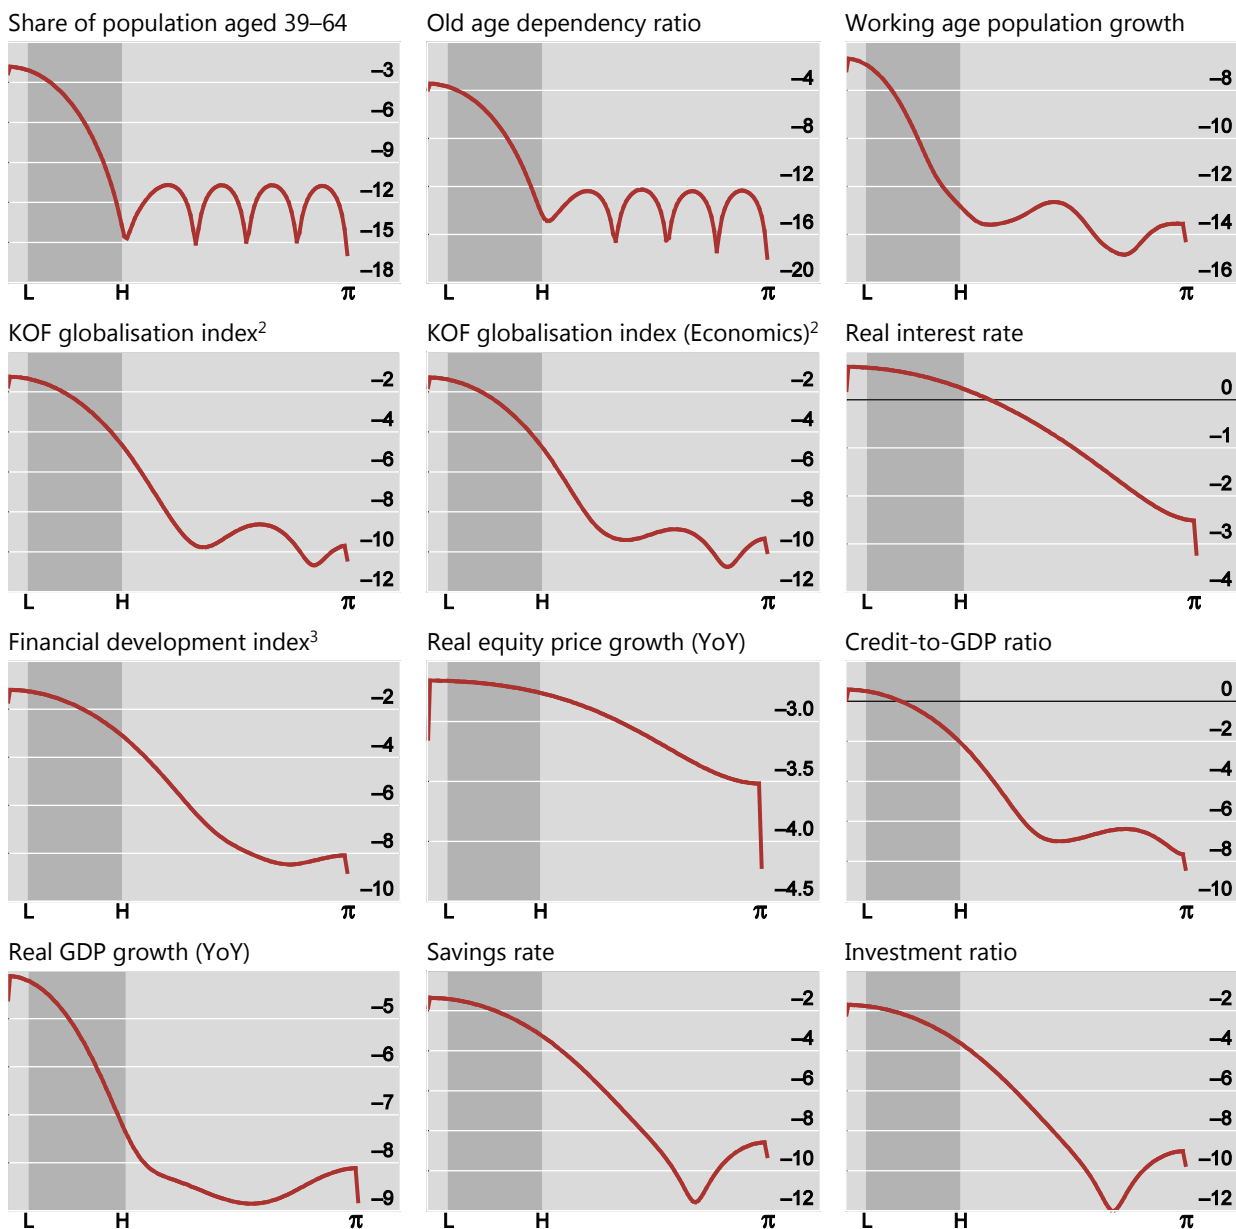 Share of population aged 39–64
–3
–6
–9
–12
–15
–18
L H π
Old age dependency ratio
–4
–8
–12
–16
–20
L H π
Working age population growth
–8
–10
–12
–14
–16
L H π
KOF globalisation index²
–2
–4
–6
–8
–10
–12
L H π
KOF globalisation index (Economics)²
–2
–4
–6
–8
–10
–12
L H π
Real interest rate
0
–1
–2
–3
–4
L H π
Financial development index³
–2
–4
–6
–8
–10
L H π
Real equity price growth (YoY)
–3.0
–3.5
–4.0
–4.5
L H π
Credit-to-GDP ratio
0
–2
–4
–6
–8
–10
L H π
Real GDP growth (YoY)
–5
–6
–7
–8
–9
L H π
Savings rate
–2
–4
–6
–8
–10
–12
L H π
Investment ratio
–2
–4
–6
–8
–10
–12
L H π